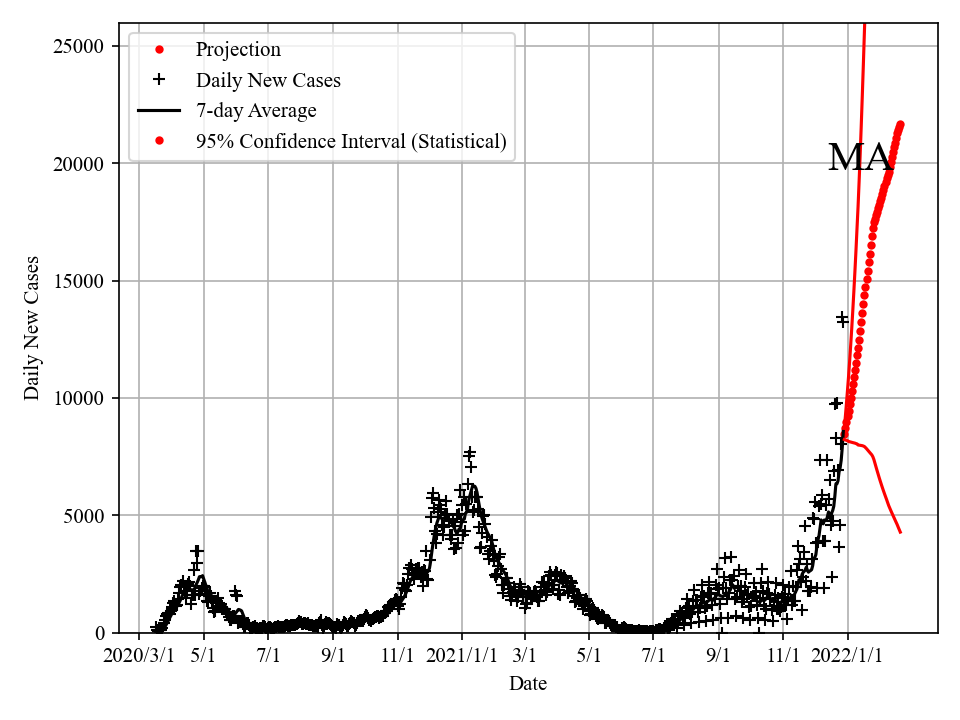 25000
20000
15000
10000
5000
0
Daily New Cases
Projection
Daily New Cases
7-day Average
95% Confidence Interval (Statistical)
MA
2020/3/1 5/1 7/1 9/1 11/1 2021/1/1 3/1 5/1 7/1 9/1 11/1 2022/1/1
Date